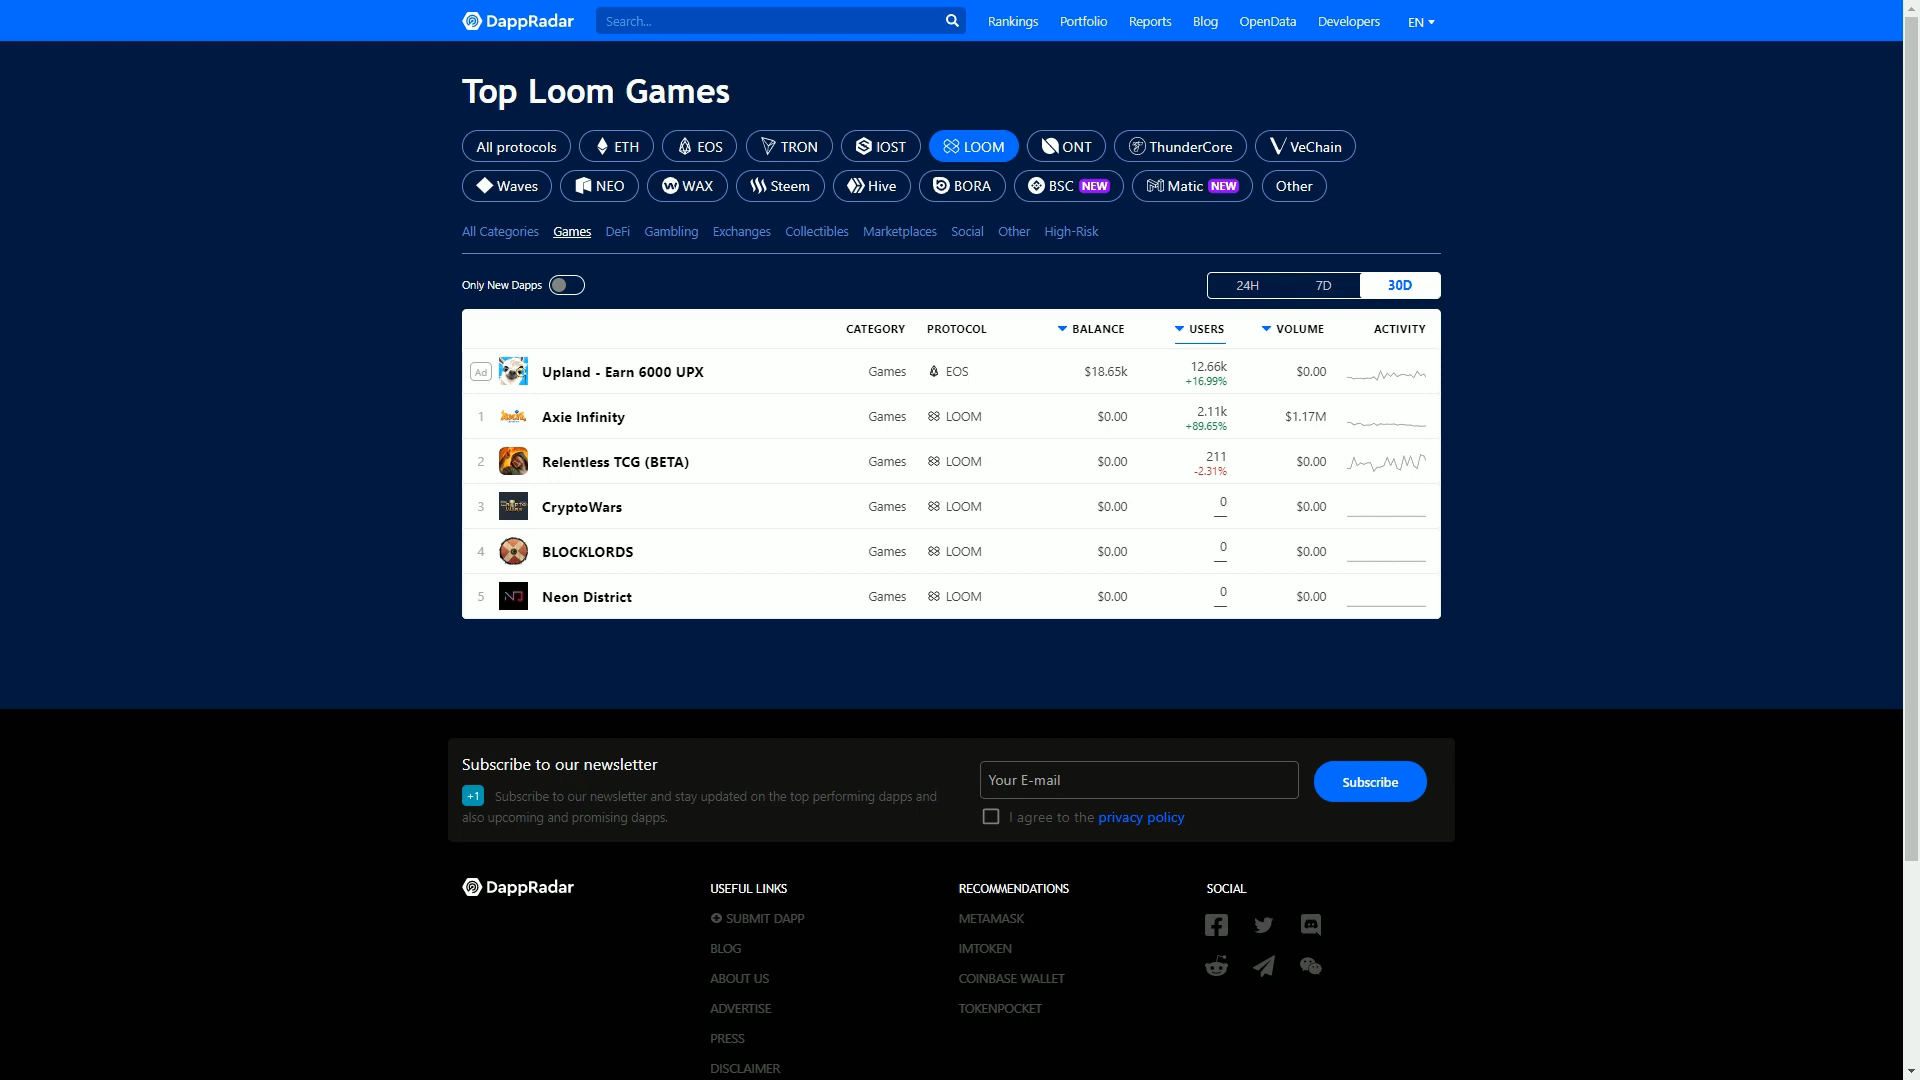 DappRadar Search... Rankings Portfolio Reports Blog OpenData Developers EN
Top Loom Games
All protocols ETH EOS TRON IOST LOOM ONT ThunderCore VeChain
Waves NEO WAX Steem Hive BORA BSC NEW Matic NEW Other
All Categories Games DeFi Gambling Exchanges Collectibles Marketplaces Social Other High-Risk
Only New Dapps 24H 7D 30D
CATEGORY PROTOCOL BALANCE USERS VOLUME ACTIVITY
Ad Upland - Earn 6000 UPX Games EOS $18.65k 12.66k $0.00
+16.99%
1 Axie Infinity Games LOOM $0.00 2.11k $1.17M
+89.65%
2 Relentless TCG (BETA) Games LOOM $0.00 211 $0.00
-2.31%
3 CryptoWars Games LOOM $0.00 0 $0.00
—
4 BLOCKLORDS Games LOOM $0.00 0 $0.00
—
5 Neon District Games LOOM $0.00 0 $0.00
—
Subscribe to our newsletter
+1 Subscribe to our newsletter and stay updated on the top performing dapps and
also upcoming and promising dapps.
Your E-mail Subscribe
I agree to the privacy policy
DappRadar USEFUL LINKS RECOMMENDATIONS SOCIAL
SUBMIT DAPP METAMASK
BLOG IMTOKEN
ABOUT US COINBASE WALLET
ADVERTISE TOKENPOCKET
PRESS
DISCLAIMER